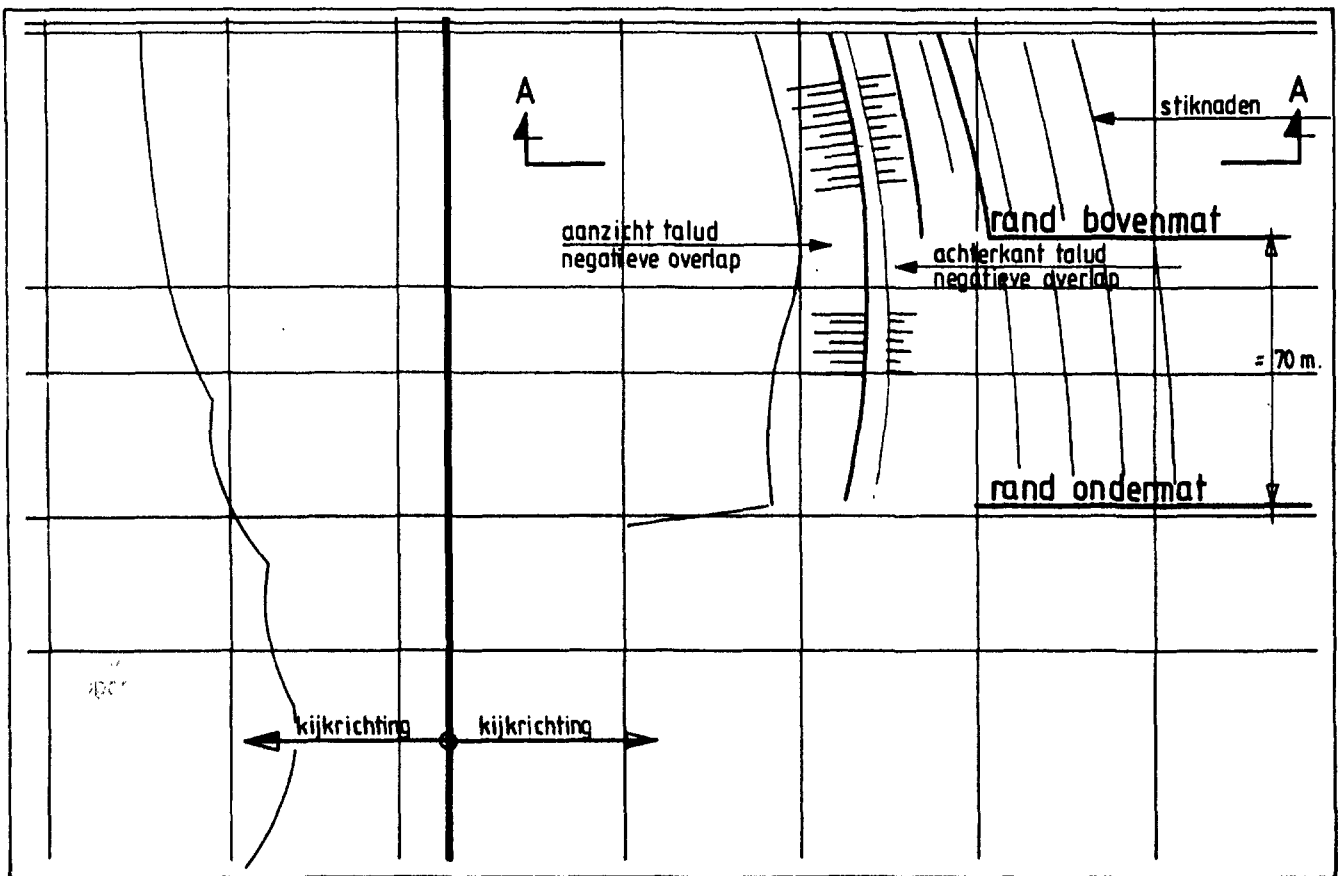 A
A
stiknaden
rand bovenmat
aanzicht talud
negatieve overlap
achterkant talud
negatieve overlap
= 70 m.
rand ondermat
kijkrichting
kijkrichting